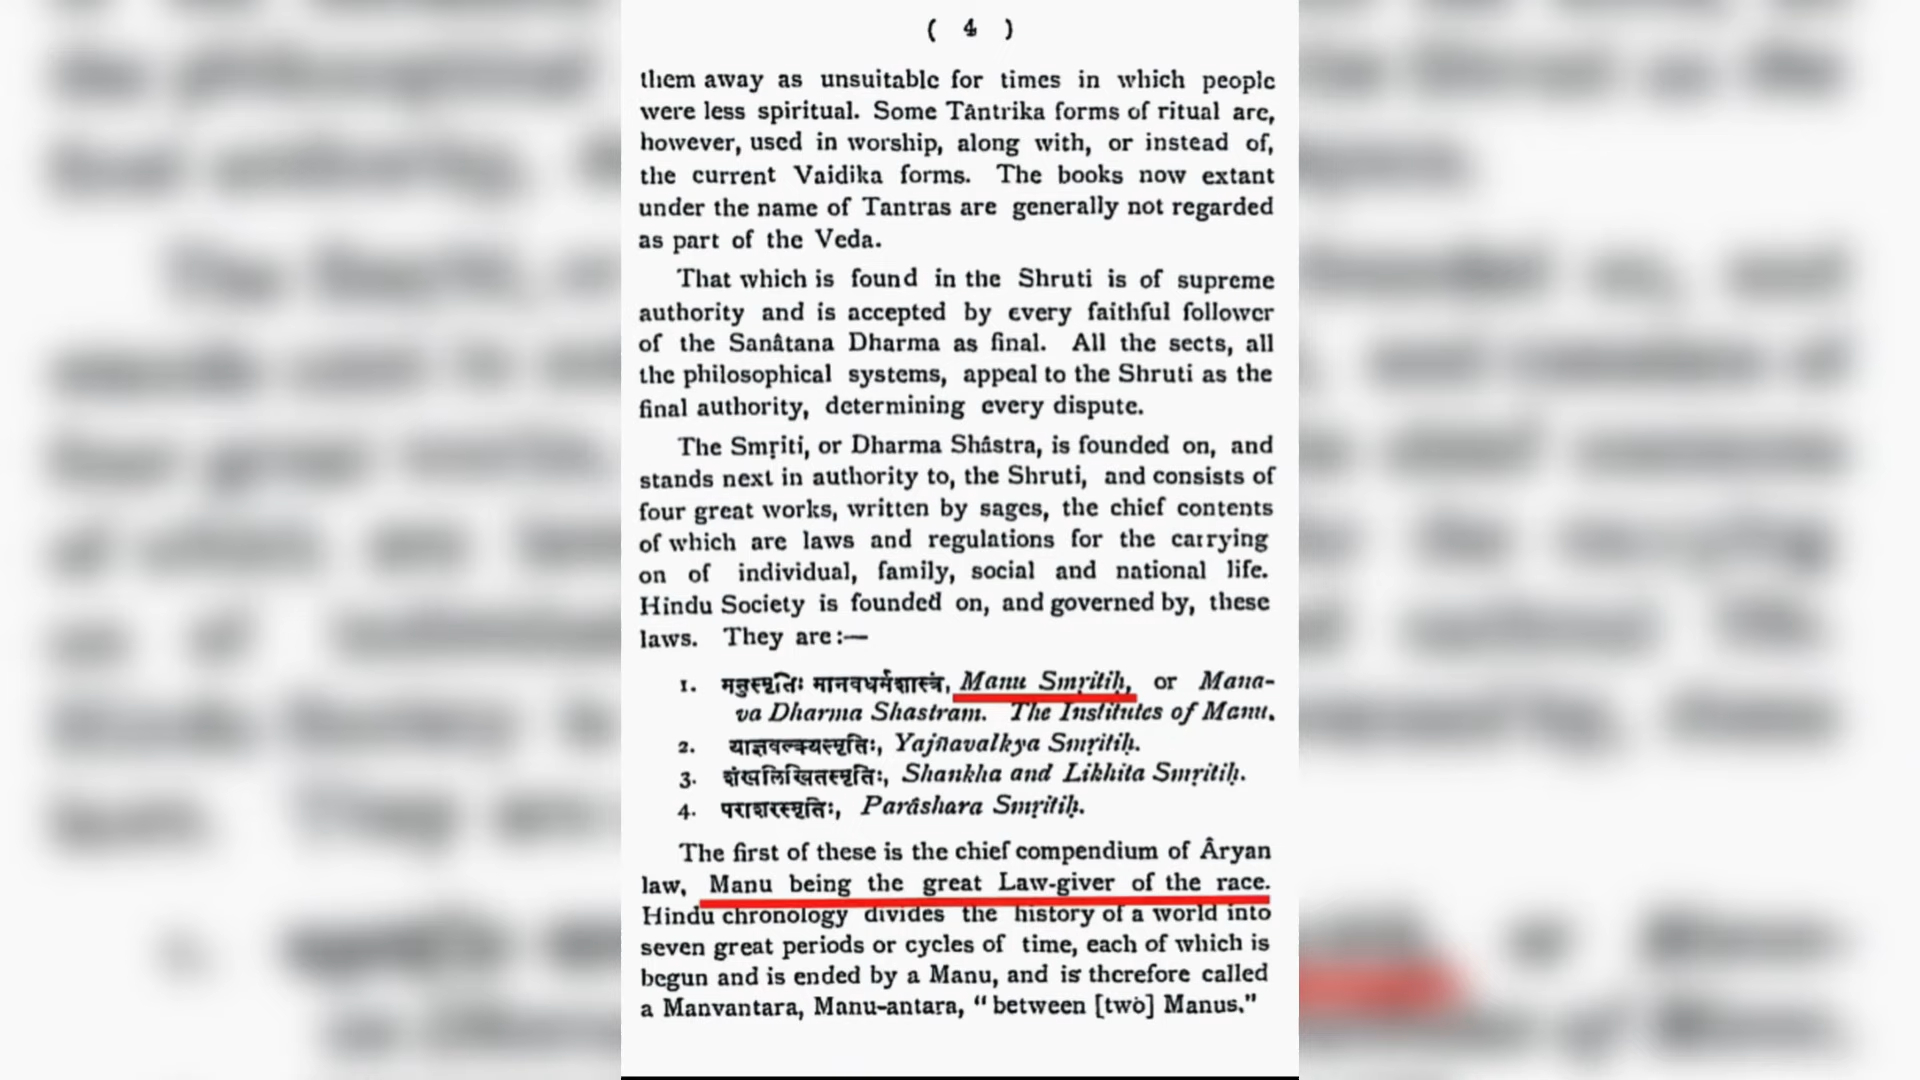 ( 4 )
them away as unsuitable for times in which people
were less spiritual. Some Tântrika forms of ritual are,
however, used in worship, along with, or instead of,
the current Vaidika forms. The books now extant
under the name of Tantras are generally not regarded
as part of the Veda.
That which is found in the Shruti is of supreme
authority and is accepted by every faithful follower
of the Sanâtana Dharma as final. All the sects, all
the philosophical systems, appeal to the Shruti as the
final authority, determining every dispute.
The Smṛiti, or Dharma Shâstra, is founded on, and
stands next in authority to, the Shruti, and consists of
four great works, written by sages, the chief contents
of which are laws and regulations for the carrying
on of individual, family, social and national life.
Hindu Society is founded on, and governed by, these
laws. They are :—
1. मनुस्मृतिः मानवधर्मशास्त्रं, Manu Smṛitiḥ, or Mana-
va Dharma Shastram. The Institutes of Manu.
2. याज्ञवल्क्यस्मृतिः, Yajñavalkya Smṛitiḥ.
3. शंखलिखितस्मृतिः, Shankha and Likhita Smṛitiḥ.
4. पराशरस्मृतिः, Parâshara Smṛitiḥ.
The first of these is the chief compendium of Âryan
law, Manu being the great Law-giver of the race.
Hindu chronology divides the history of a world into
seven great periods or cycles of time, each of which is
begun and is ended by a Manu, and is therefore called
a Manvantara, Manu-antara, “ between [two] Manus.”